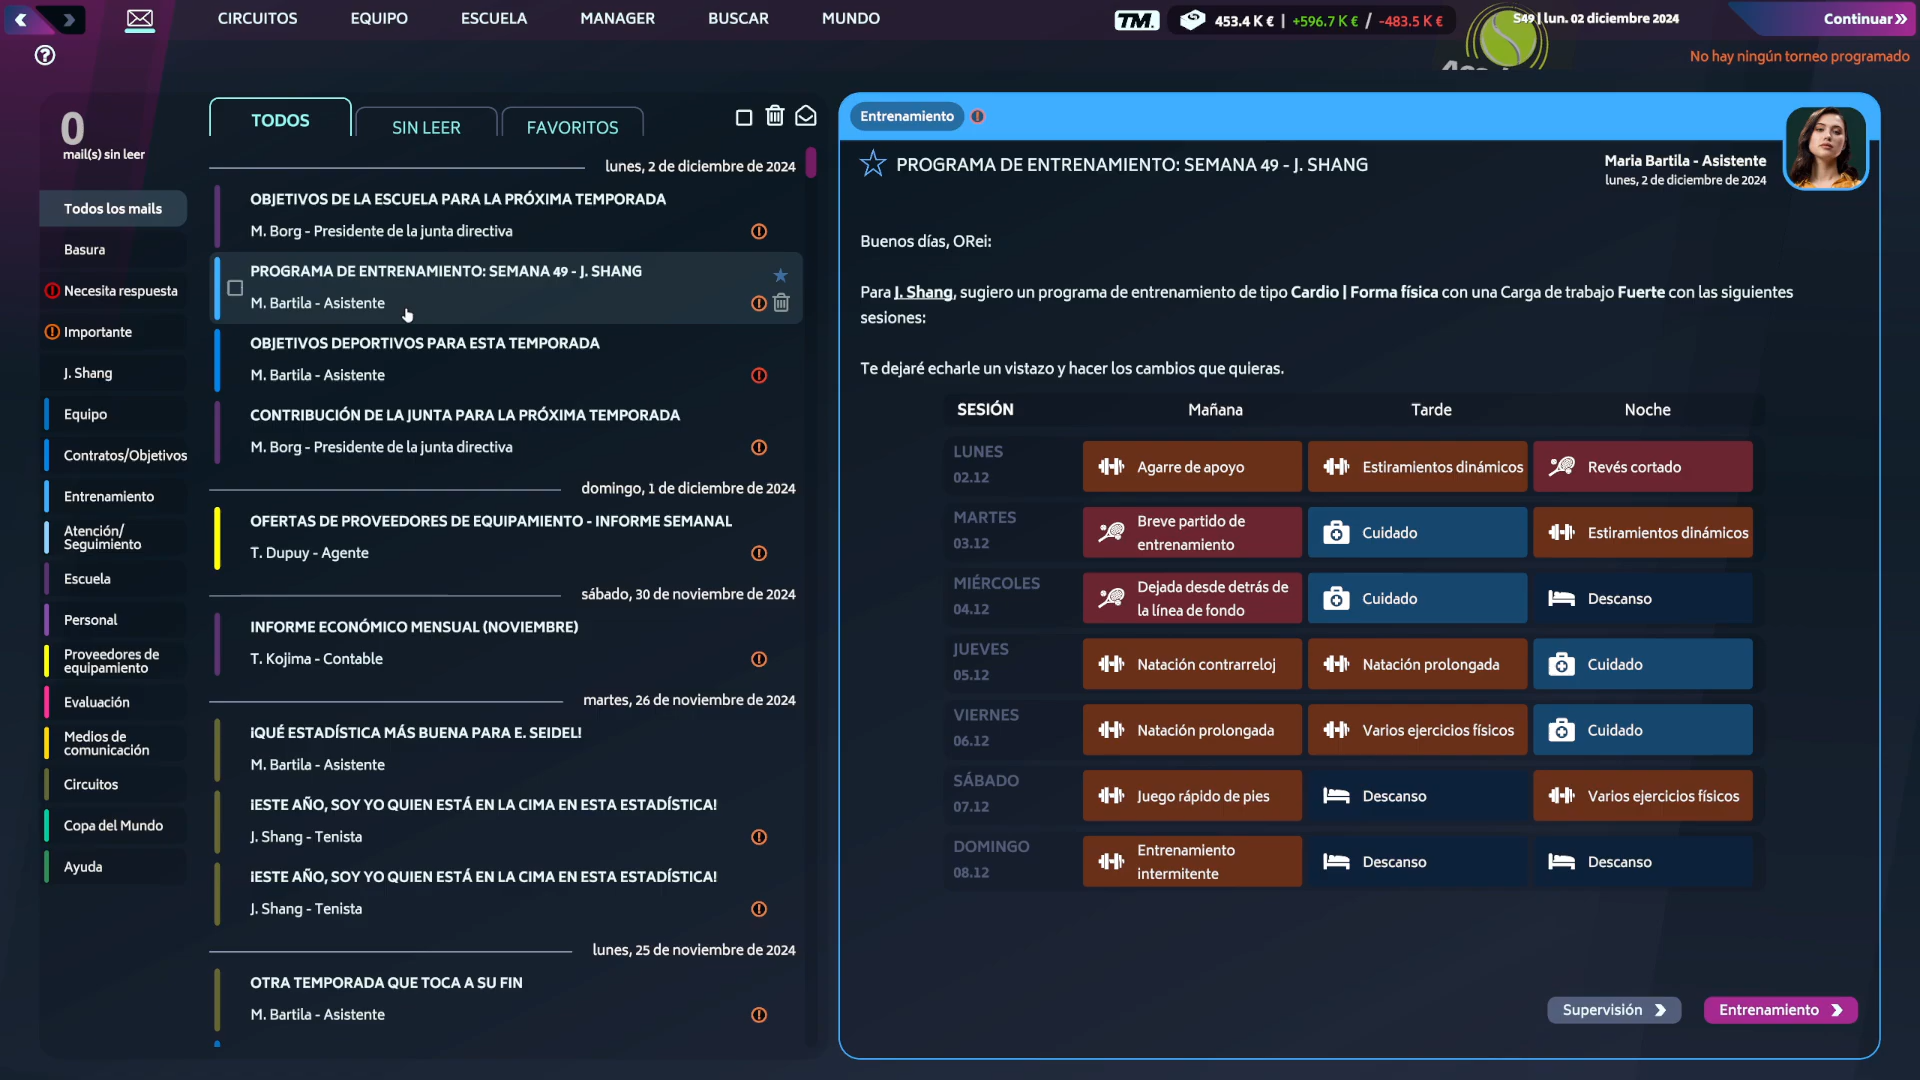 CIRCUITOS
EQUIPO
ESCUELA
MANAGER
BUSCAR
MUNDO
TM.
453.4 K € | +596.7 K € / -483.5 K €
S49 | lun. 02 diciembre 2024
Continuar
No hay ningún torneo programado
0
mail(s) sin leer
Todos los mails
Basura
Necesita respuesta
Importante
J. Shang
Equipo
Contratos/Objetivos
Entrenamiento
Atención/
Seguimiento
Escuela
Personal
Proveedores de
equipamiento
Evaluación
Medios de
comunicación
Circuitos
Copa del Mundo
Ayuda
TODOS
SIN LEER
FAVORITOS
lunes, 2 de diciembre de 2024
OBJETIVOS DE LA ESCUELA PARA LA PRÓXIMA TEMPORADA
M. Borg - Presidente de la junta directiva
PROGRAMA DE ENTRENAMIENTO: SEMANA 49 - J. SHANG
M. Bartila - Asistente
OBJETIVOS DEPORTIVOS PARA ESTA TEMPORADA
M. Bartila - Asistente
CONTRIBUCIÓN DE LA JUNTA PARA LA PRÓXIMA TEMPORADA
M. Borg - Presidente de la junta directiva
domingo, 1 de diciembre de 2024
OFERTAS DE PROVEEDORES DE EQUIPAMIENTO - INFORME SEMANAL
T. Dupuy - Agente
sábado, 30 de noviembre de 2024
INFORME ECONÓMICO MENSUAL (NOVIEMBRE)
T. Kojima - Contable
martes, 26 de noviembre de 2024
¡QUÉ ESTADÍSTICA MÁS BUENA PARA E. SEIDEL!
M. Bartila - Asistente
¡ESTE AÑO, SOY YO QUIEN ESTÁ EN LA CIMA EN ESTA ESTADÍSTICA!
J. Shang - Tenista
¡ESTE AÑO, SOY YO QUIEN ESTÁ EN LA CIMA EN ESTA ESTADÍSTICA!
J. Shang - Tenista
lunes, 25 de noviembre de 2024
OTRA TEMPORADA QUE TOCA A SU FIN
M. Bartila - Asistente
Entrenamiento
PROGRAMA DE ENTRENAMIENTO: SEMANA 49 - J. SHANG
Maria Bartila - Asistente
lunes, 2 de diciembre de 2024
Buenos días, ORei:
Para J. Shang, sugiero un programa de entrenamiento de tipo Cardio | Forma física con una Carga de trabajo Fuerte con las siguientes
sesiones:
Te dejaré echarle un vistazo y hacer los cambios que quieras.
SESIÓN Mañana Tarde Noche
LUNES
02.12
Agarre de apoyo
Estiramientos dinámicos
Revés cortado
MARTES
03.12
Breve partido de
entrenamiento
Cuidado
Estiramientos dinámicos
MIÉRCOLES
04.12
Dejada desde detrás de
la línea de fondo
Cuidado
Descanso
JUEVES
05.12
Natación contrarreloj
Natación prolongada
Cuidado
VIERNES
06.12
Natación prolongada
Varios ejercicios físicos
Cuidado
SÁBADO
07.12
Juego rápido de pies
Descanso
Varios ejercicios físicos
DOMINGO
08.12
Entrenamiento
intermitente
Descanso
Descanso
Supervisión
Entrenamiento